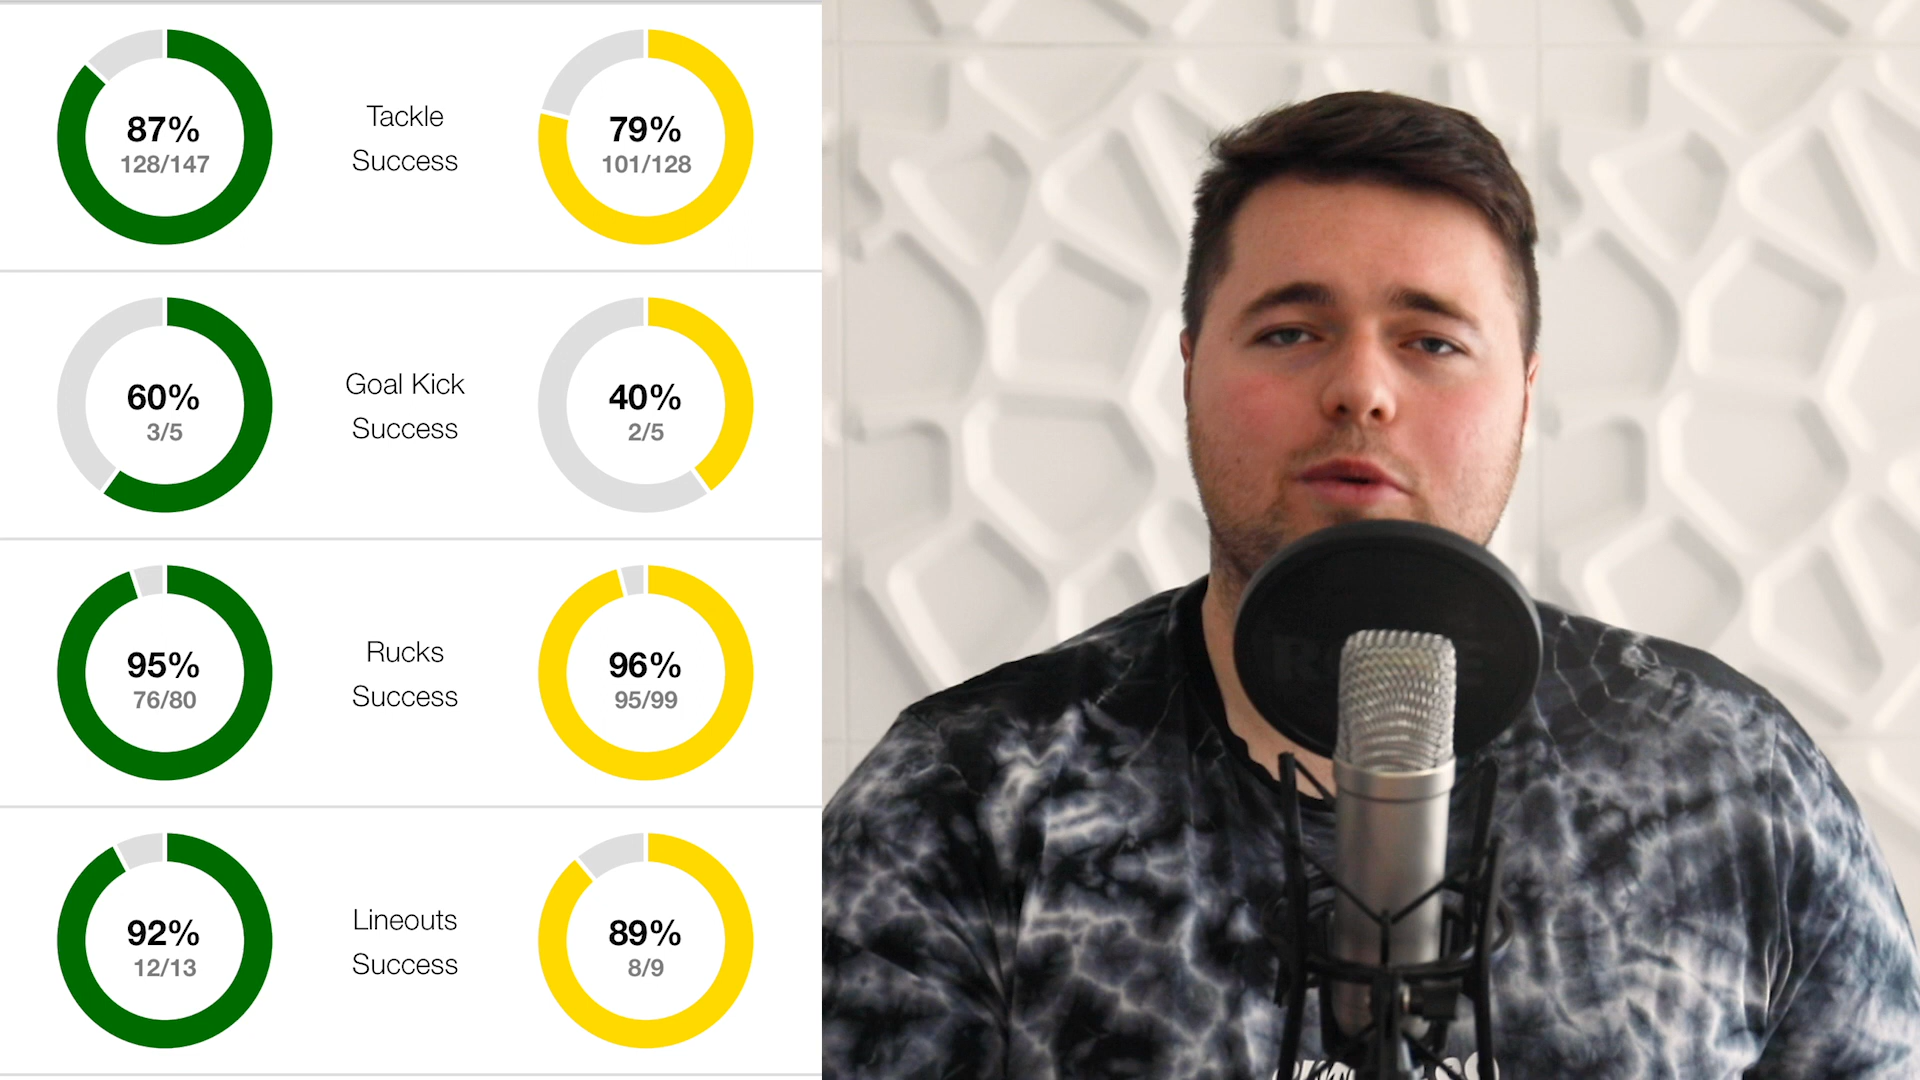 87%
128/147
Tackle
Success
79%
101/128
60%
3/5
Goal Kick
Success
40%
2/5
95%
76/80
Rucks
Success
96%
95/99
92%
12/13
Lineouts
Success
89%
8/9